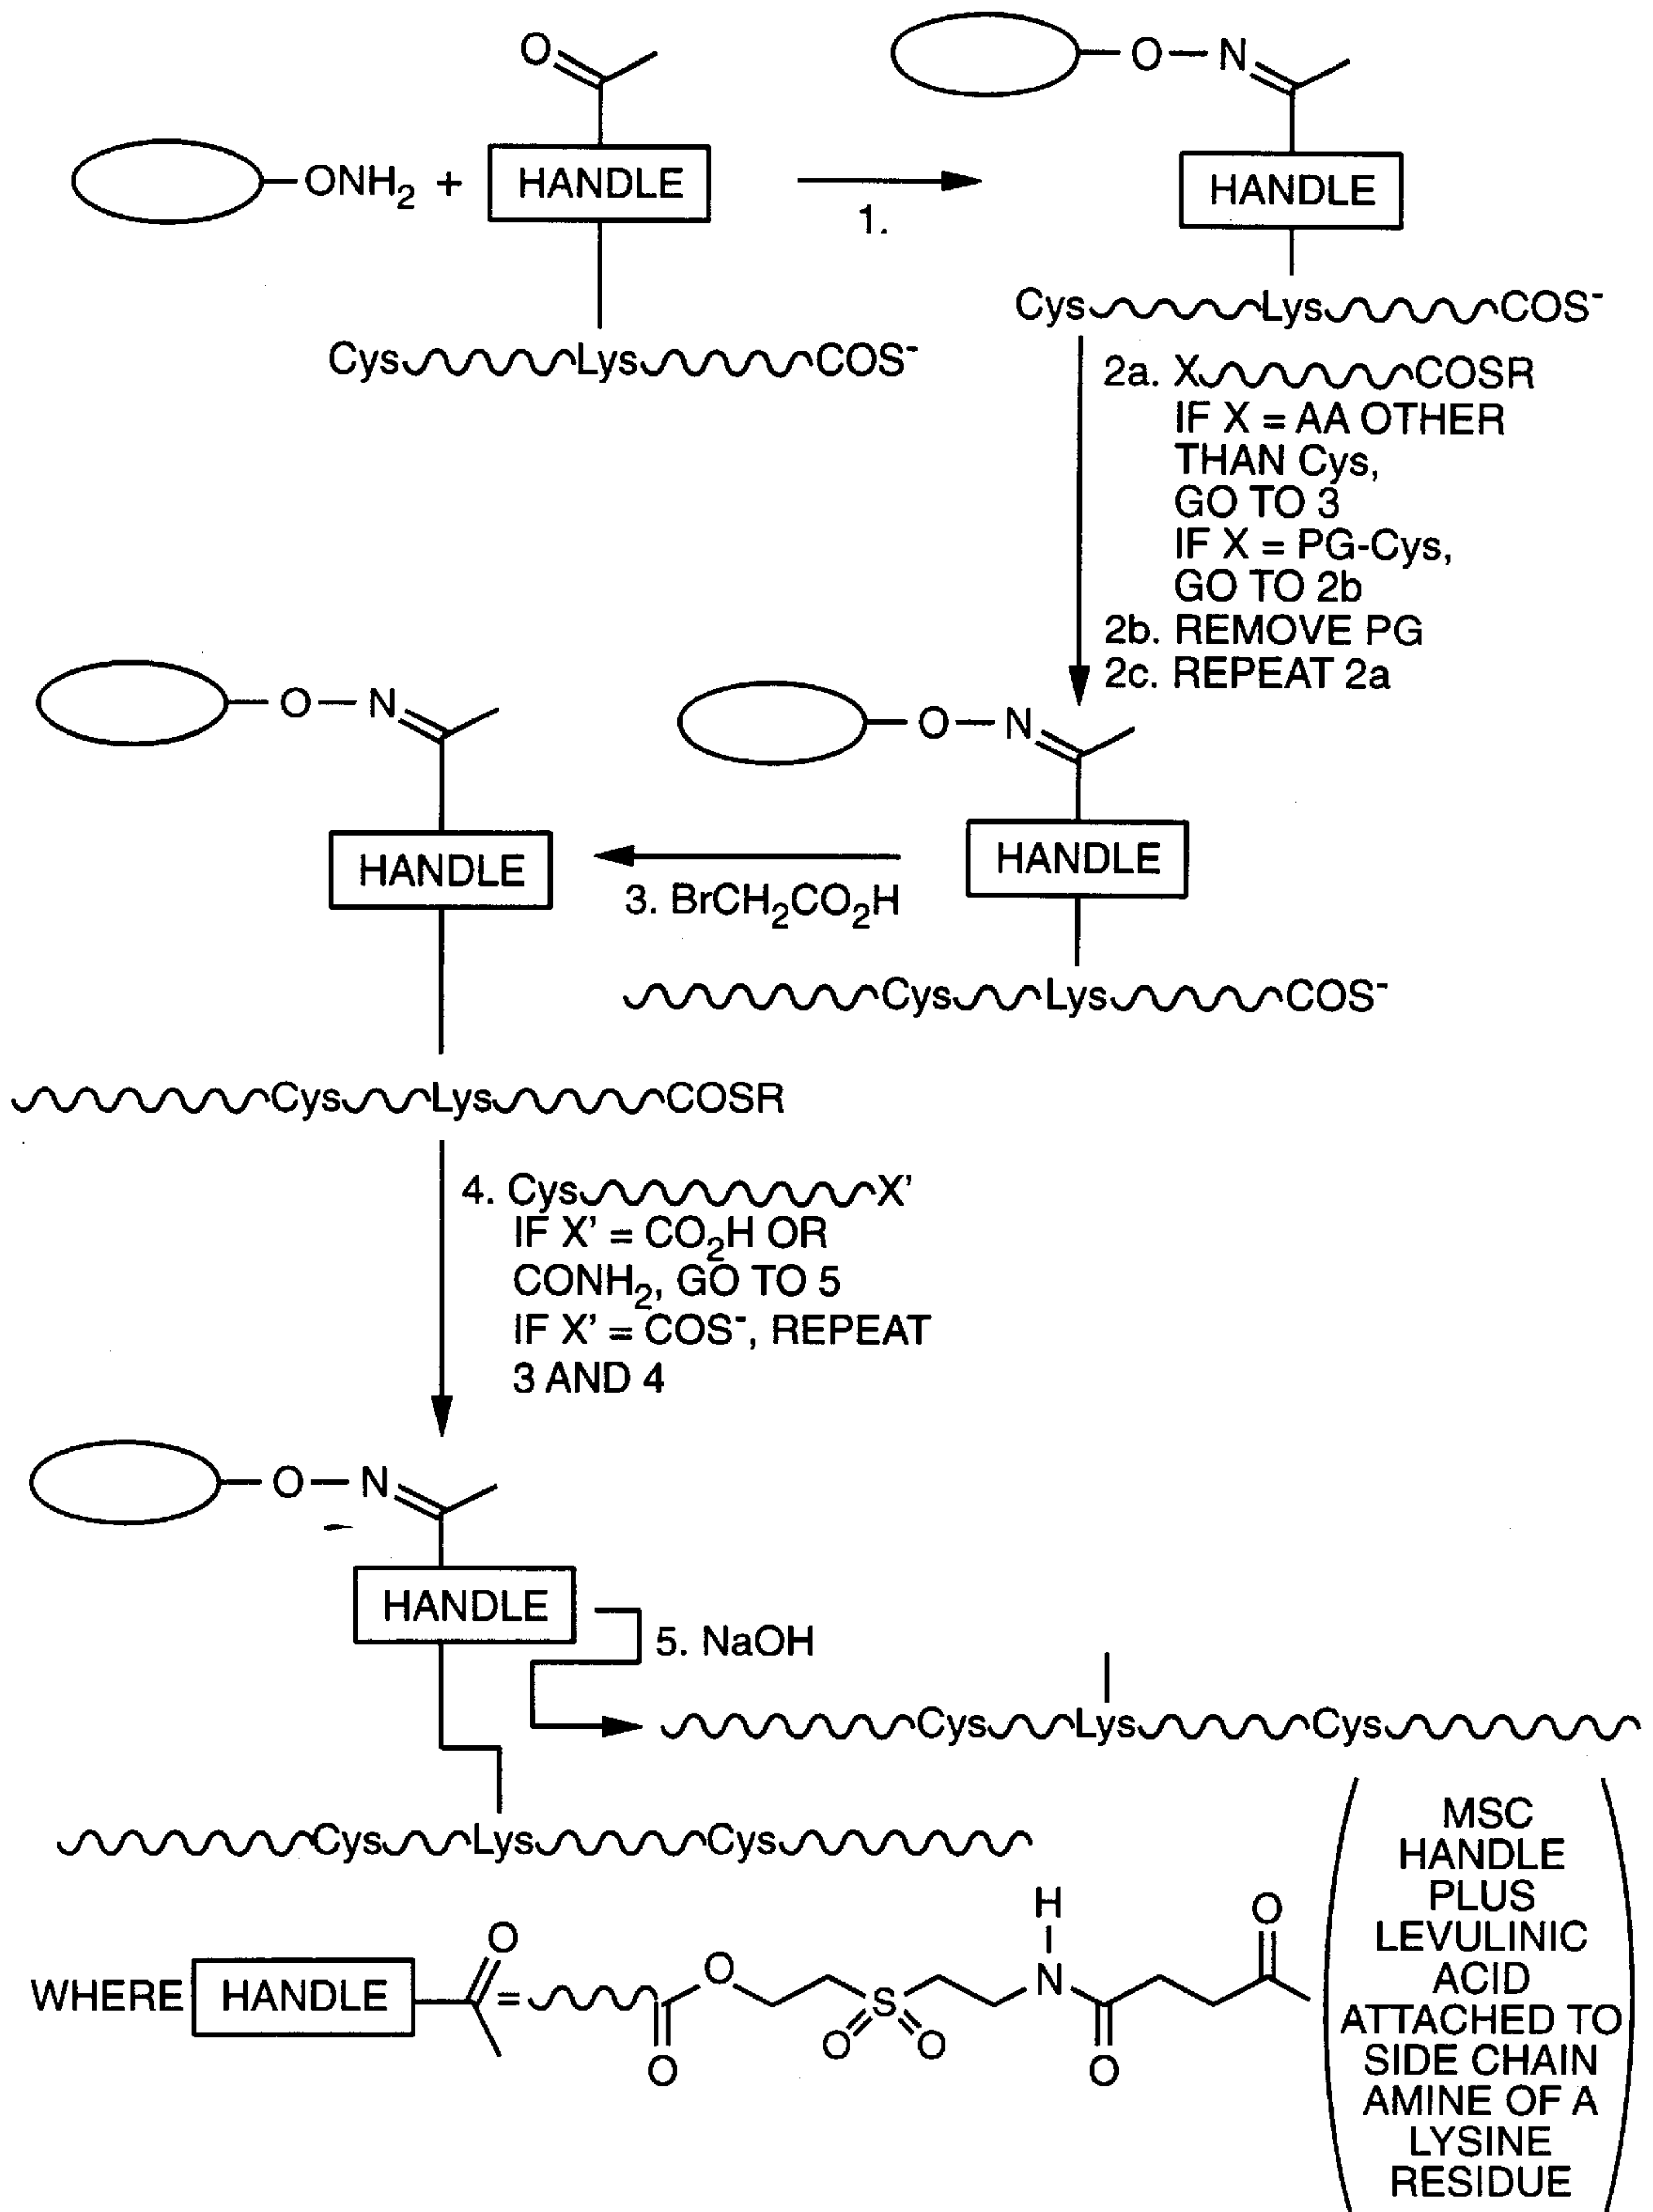 O
O — N
ONH₂ + HANDLE
1.
HANDLE
Cys Lys COS⁻
Cys Lys COS⁻
2a. X COSR
IF X = AA OTHER
THAN Cys,
GO TO 3
IF X = PG-Cys,
GO TO 2b
2b. REMOVE PG
2c. REPEAT 2a
O — N
O — N
HANDLE
HANDLE
3. BrCH₂CO₂H
Cys Lys COS⁻
Cys Lys COSR
4. Cys X'
IF X' = CO₂H OR
CONH₂, GO TO 5
IF X' = COS⁻, REPEAT
3 AND 4
O — N
HANDLE
5. NaOH
Cys Lys Cys
Cys Lys Cys
WHERE HANDLE O = O O S O O H N O O
MSC
HANDLE
PLUS
LEVULINIC
ACID
ATTACHED TO
SIDE CHAIN
AMINE OF A
LYSINE
RESIDUE